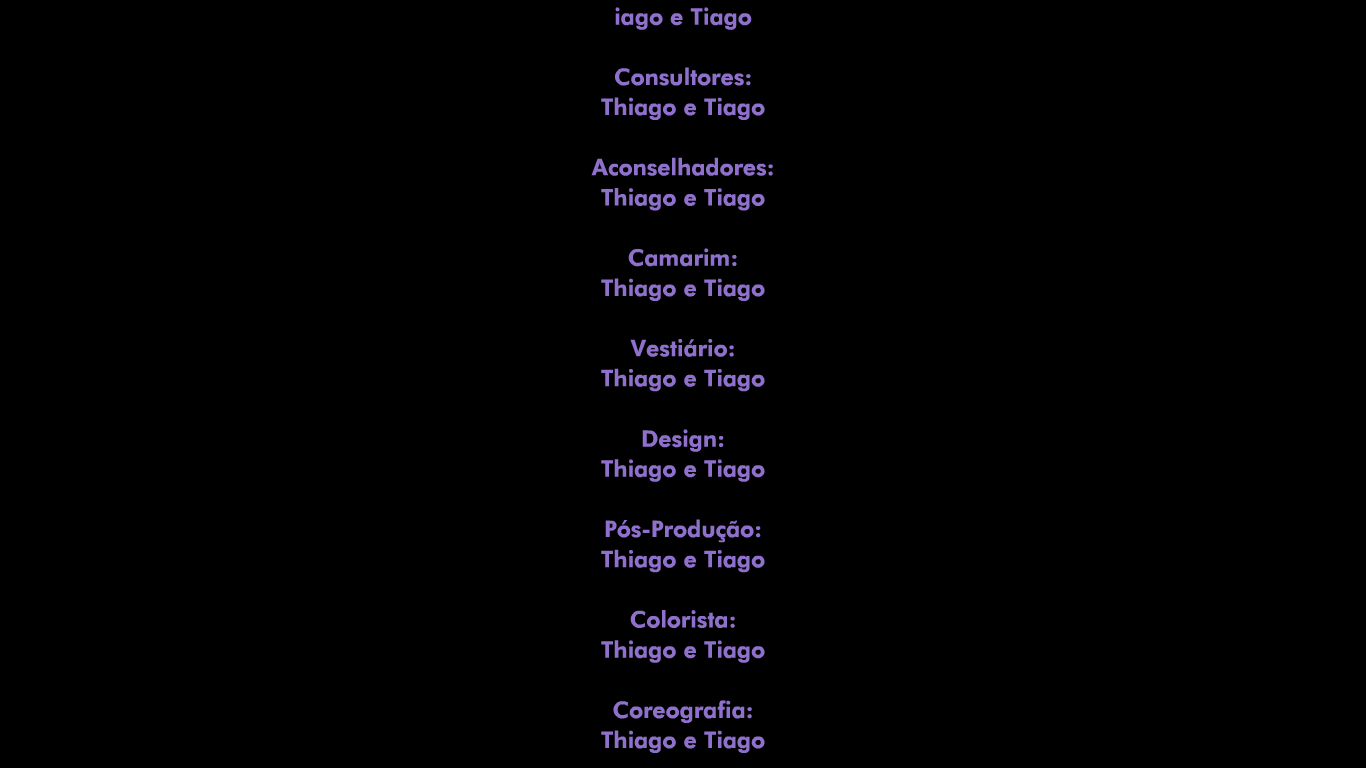 iago e Tiago
Consultores:
Thiago e Tiago
Aconselhadores:
Thiago e Tiago
Camarim:
Thiago e Tiago
Vestiário:
Thiago e Tiago
Design:
Thiago e Tiago
Pós-Produção:
Thiago e Tiago
Colorista:
Thiago e Tiago
Coreografia:
Thiago e Tiago